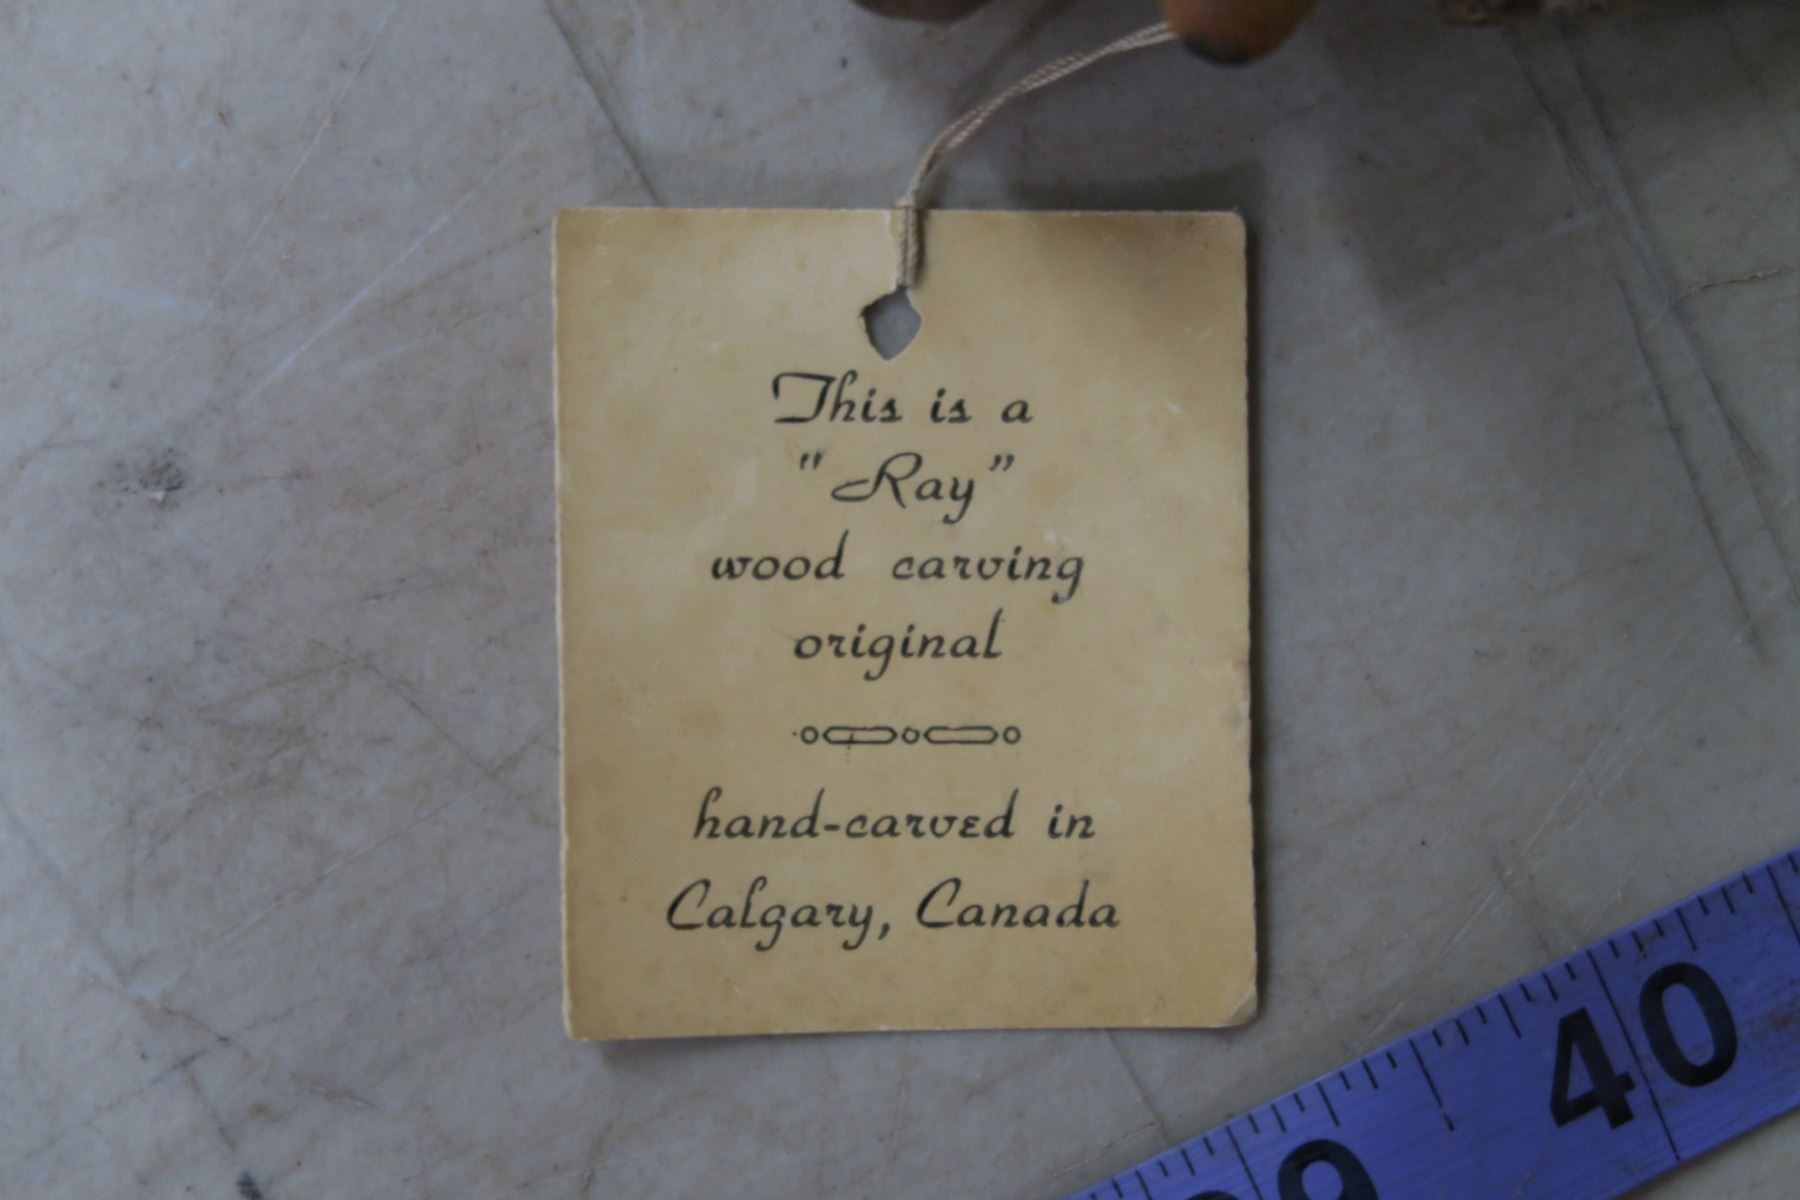 This is a
"Ray"
wood carving
original
hand-carved in
Calgary, Canada
40